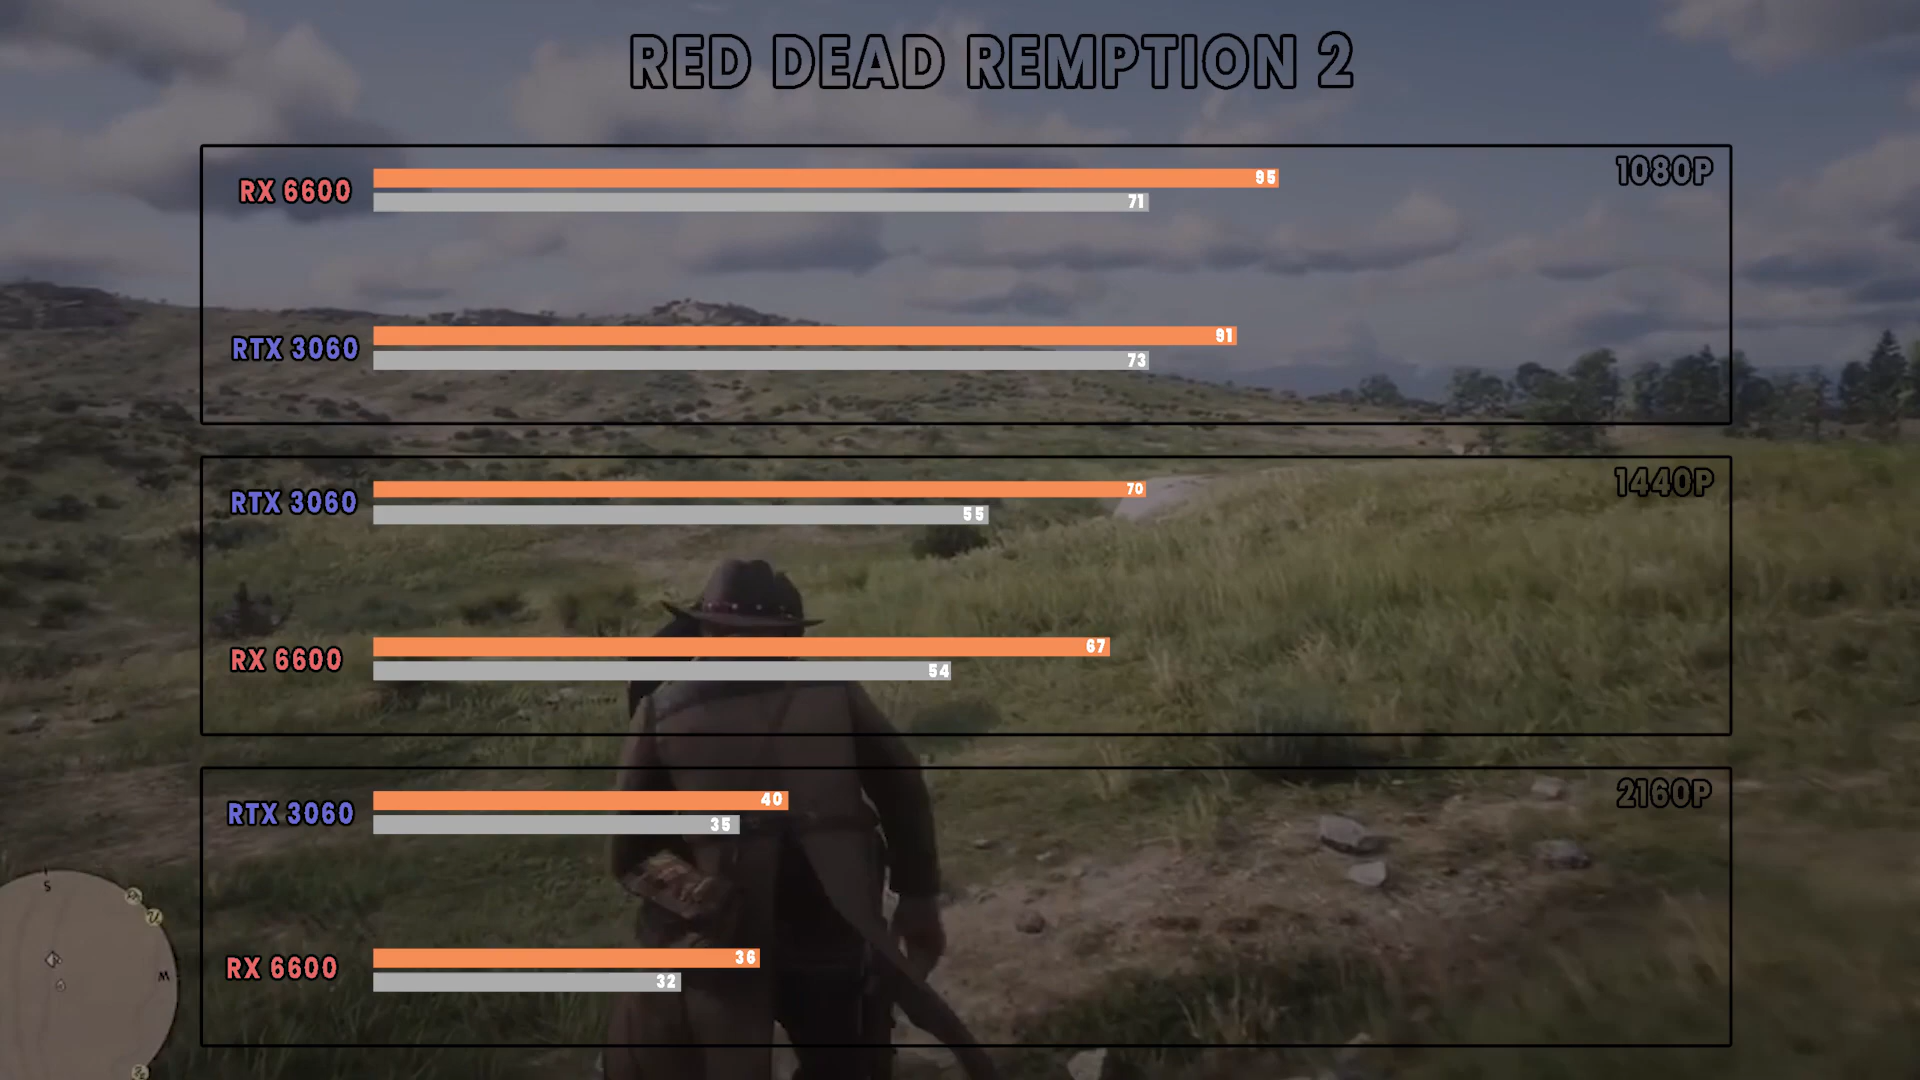 RED DEAD REMPTION 2
1080P
RX 6600
95
71
RTX 3060
91
73
1440P
RTX 3060
70
55
RX 6600
67
54
2160P
RTX 3060
40
35
RX 6600
36
32
S
W